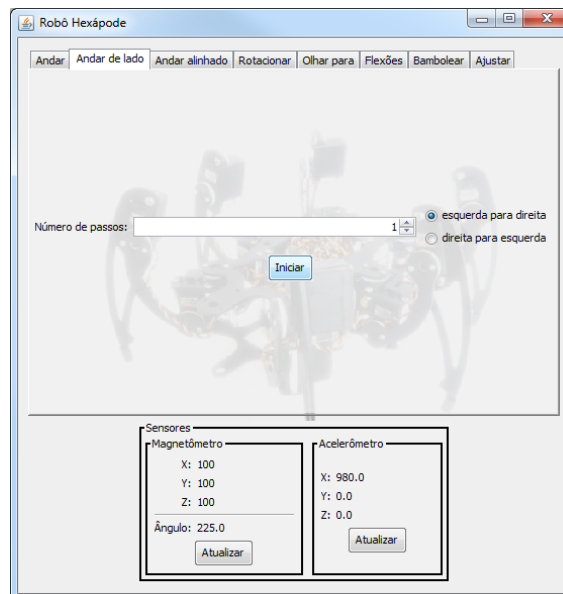 Robô Hexápode
Andar Andar de lado Andar alinhado Rotacionar Olhar para Flexões Bambolear Ajustar
Número de passos: 1
esquerda para direita
direita para esquerda
Iniciar
Sensores
Magnetômetro
X: 100
Y: 100
Z: 100
Ângulo: 225.0
Atualizar
Acelerômetro
X: 980.0
Y: 0.0
Z: 0.0
Atualizar